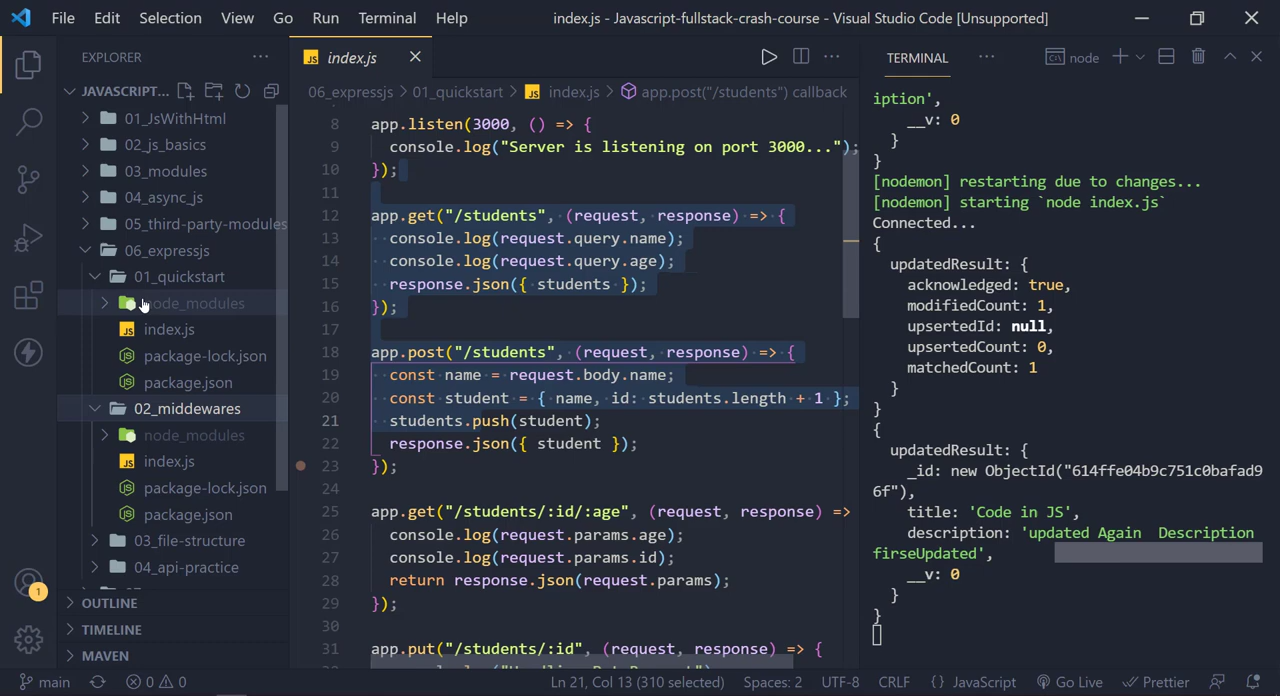 File Edit Selection View Go Run Terminal Help index.js - Javascript-fullstack-crash-course - Visual Studio Code [Unsupported]
EXPLORER
JAVASCRIPT...
01_JsWithHtml
02_js_basics
03_modules
04_async_js
05_third-party-modules
06_expressjs
01_quickstart
node_modules
index.js
package-lock.json
package.json
02_middewares
node_modules
index.js
package-lock.json
package.json
03_file-structure
04_api-practice
OUTLINE
TIMELINE
MAVEN
1
JS index.js
06_expressjs > 01_quickstart > JS index.js > app.post("/students") callback
8 app.listen(3000, () => {
9 console.log("Server is listening on port 3000...");
10 });
11
12 app.get("/students", (request, response) => {
13 console.log(request.query.name);
14 console.log(request.query.age);
15 response.json({ students });
16 });
17
18 app.post("/students", (request, response) => {
19 const name = request.body.name;
20 const student = { name, id: students.length + 1 };
21 students.push(student);
22 response.json({ student });
23 });
24
25 app.get("/students/:id/:age", (request, response) =>
26 console.log(request.params.age);
27 console.log(request.params.id);
28 return response.json(request.params);
29 });
30
31 app.put("/students/:id", (request, response) => {
TERMINAL
node
iption',
__v: 0
}
}
[nodemon] restarting due to changes...
[nodemon] starting `node index.js`
Connected...
{
updatedResult: {
acknowledged: true,
modifiedCount: 1,
upsertedId: null,
upsertedCount: 0,
matchedCount: 1
}
}
{
updatedResult: {
_id: new ObjectId("614ffe04b9c751c0bafad9
6f"),
title: 'Code in JS',
description: 'updated Again  Description
firseUpdated',
__v: 0
}
}
main 0 0 Ln 21, Col 13 (310 selected) Spaces: 2 UTF-8 CRLF {} JavaScript Go Live Prettier